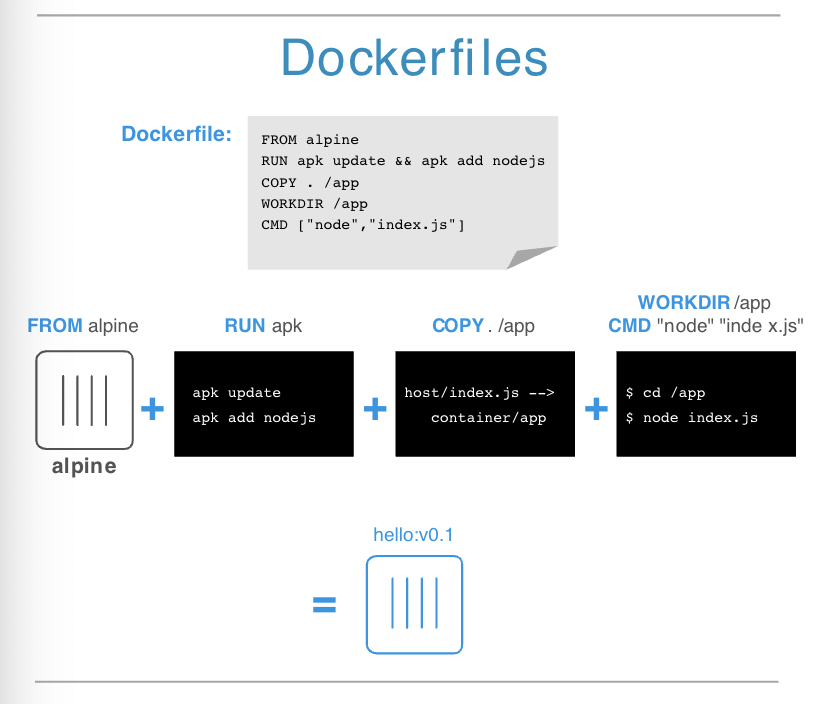 Dockerfiles
Dockerfile:
FROM alpine
RUN apk update && apk add nodejs
COPY . /app
WORKDIR /app
CMD ["node","index.js"]
FROM alpine
RUN apk
COPY . /app
WORKDIR /app
CMD "node" "inde x.js"
alpine
+
apk update
apk add nodejs
+
host/index.js -->
container/app
+
$ cd /app
$ node index.js
=
hello:v0.1